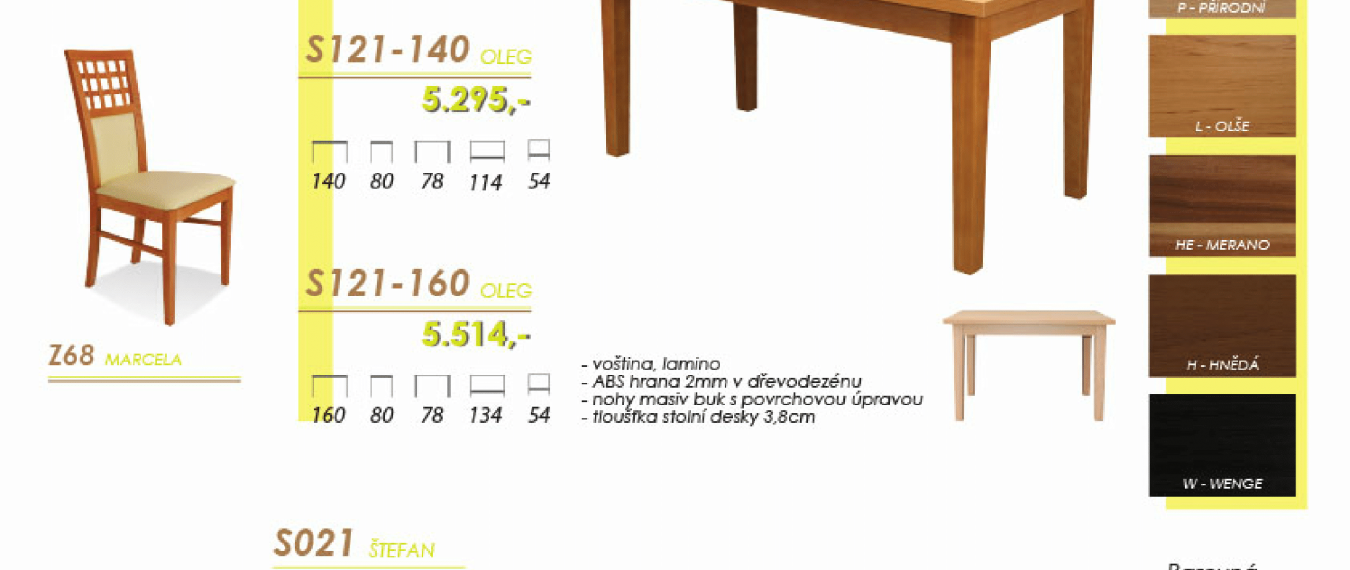 S121-140 OLEG
5.295,-
140 80 78 114 54
S121-160 OLEG
5.514,-
160 80 78 134 54
Z68 MARCELA
- voština, lamino
- ABS hrana 2mm v dřevodezénu
- nohy masiv buk s povrchovou úpravou
- tloušťka stolní desky 3,8cm
P - PŘÍRODNÍ
L - OLŠE
HE - MERANO
H - HNĚDÁ
W - WENGE
S021 ŠTEFAN